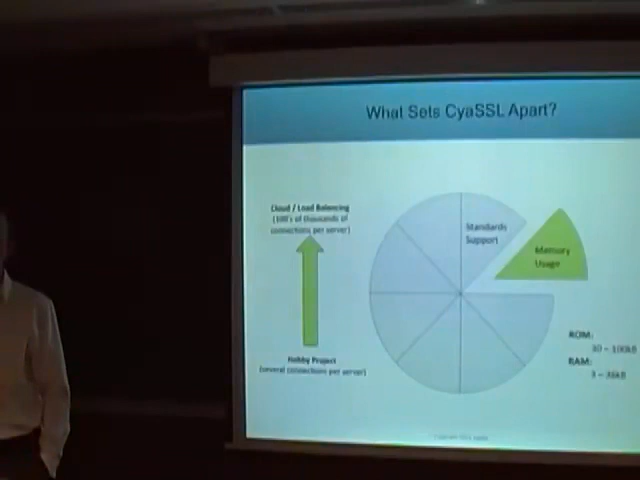 What Sets CyaSSL Apart?
Cloud / Load Balancing
(100's of thousands of
connections per server)
Standards
Support
Memory
Usage
ROM:
30 – 100kB
RAM:
3 – 36kB
Hobby Project
(several connections per server)